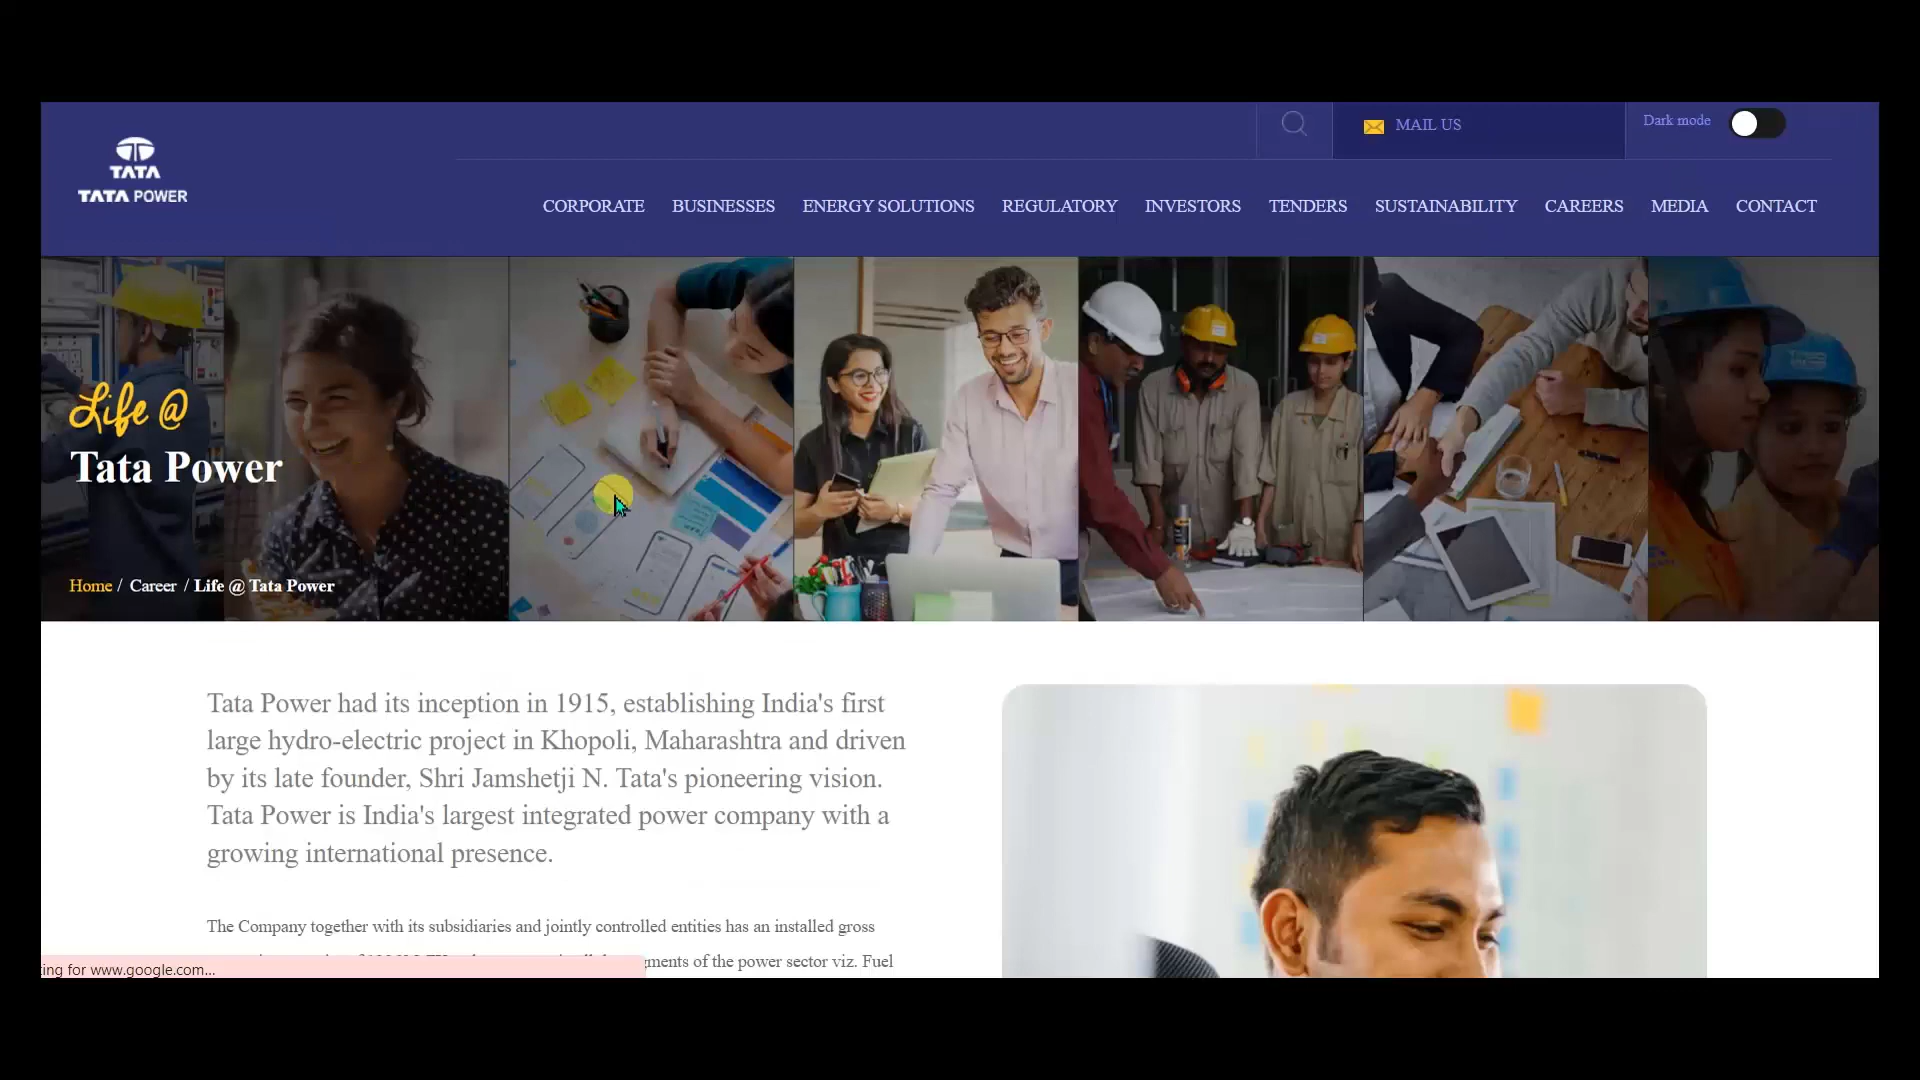 MAIL US
Dark mode
TATA
TATA POWER
CORPORATE BUSINESSES ENERGY SOLUTIONS REGULATORY INVESTORS TENDERS SUSTAINABILITY CAREERS MEDIA CONTACT
Life @
Tata Power
Home / Career / Life @ Tata Power
Tata Power had its inception in 1915, establishing India's first
large hydro-electric project in Khopoli, Maharashtra and driven
by its late founder, Shri Jamshetji N. Tata's pioneering vision.
Tata Power is India's largest integrated power company with a
growing international presence.
The Company together with its subsidiaries and jointly controlled entities has an installed gross
of the power sector viz. Fuel
for www.google.com...